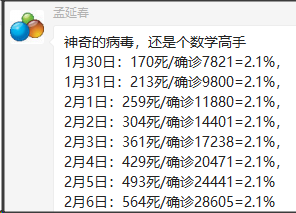 孟延春
神奇的病毒，还是个数学高手
1月30日：170死/确诊7821=2.1%，
1月31日：213死/确诊9800=2.1%，
2月1日：259死/确诊11880=2.1%，
2月2日：304死/确诊14401=2.1%，
2月3日：361死/确诊17238=2.1%，
2月4日：429死/确诊20471=2.1%，
2月5日：493死/确诊24441=2.1%
2月6日：564死/确诊28605=2.1%